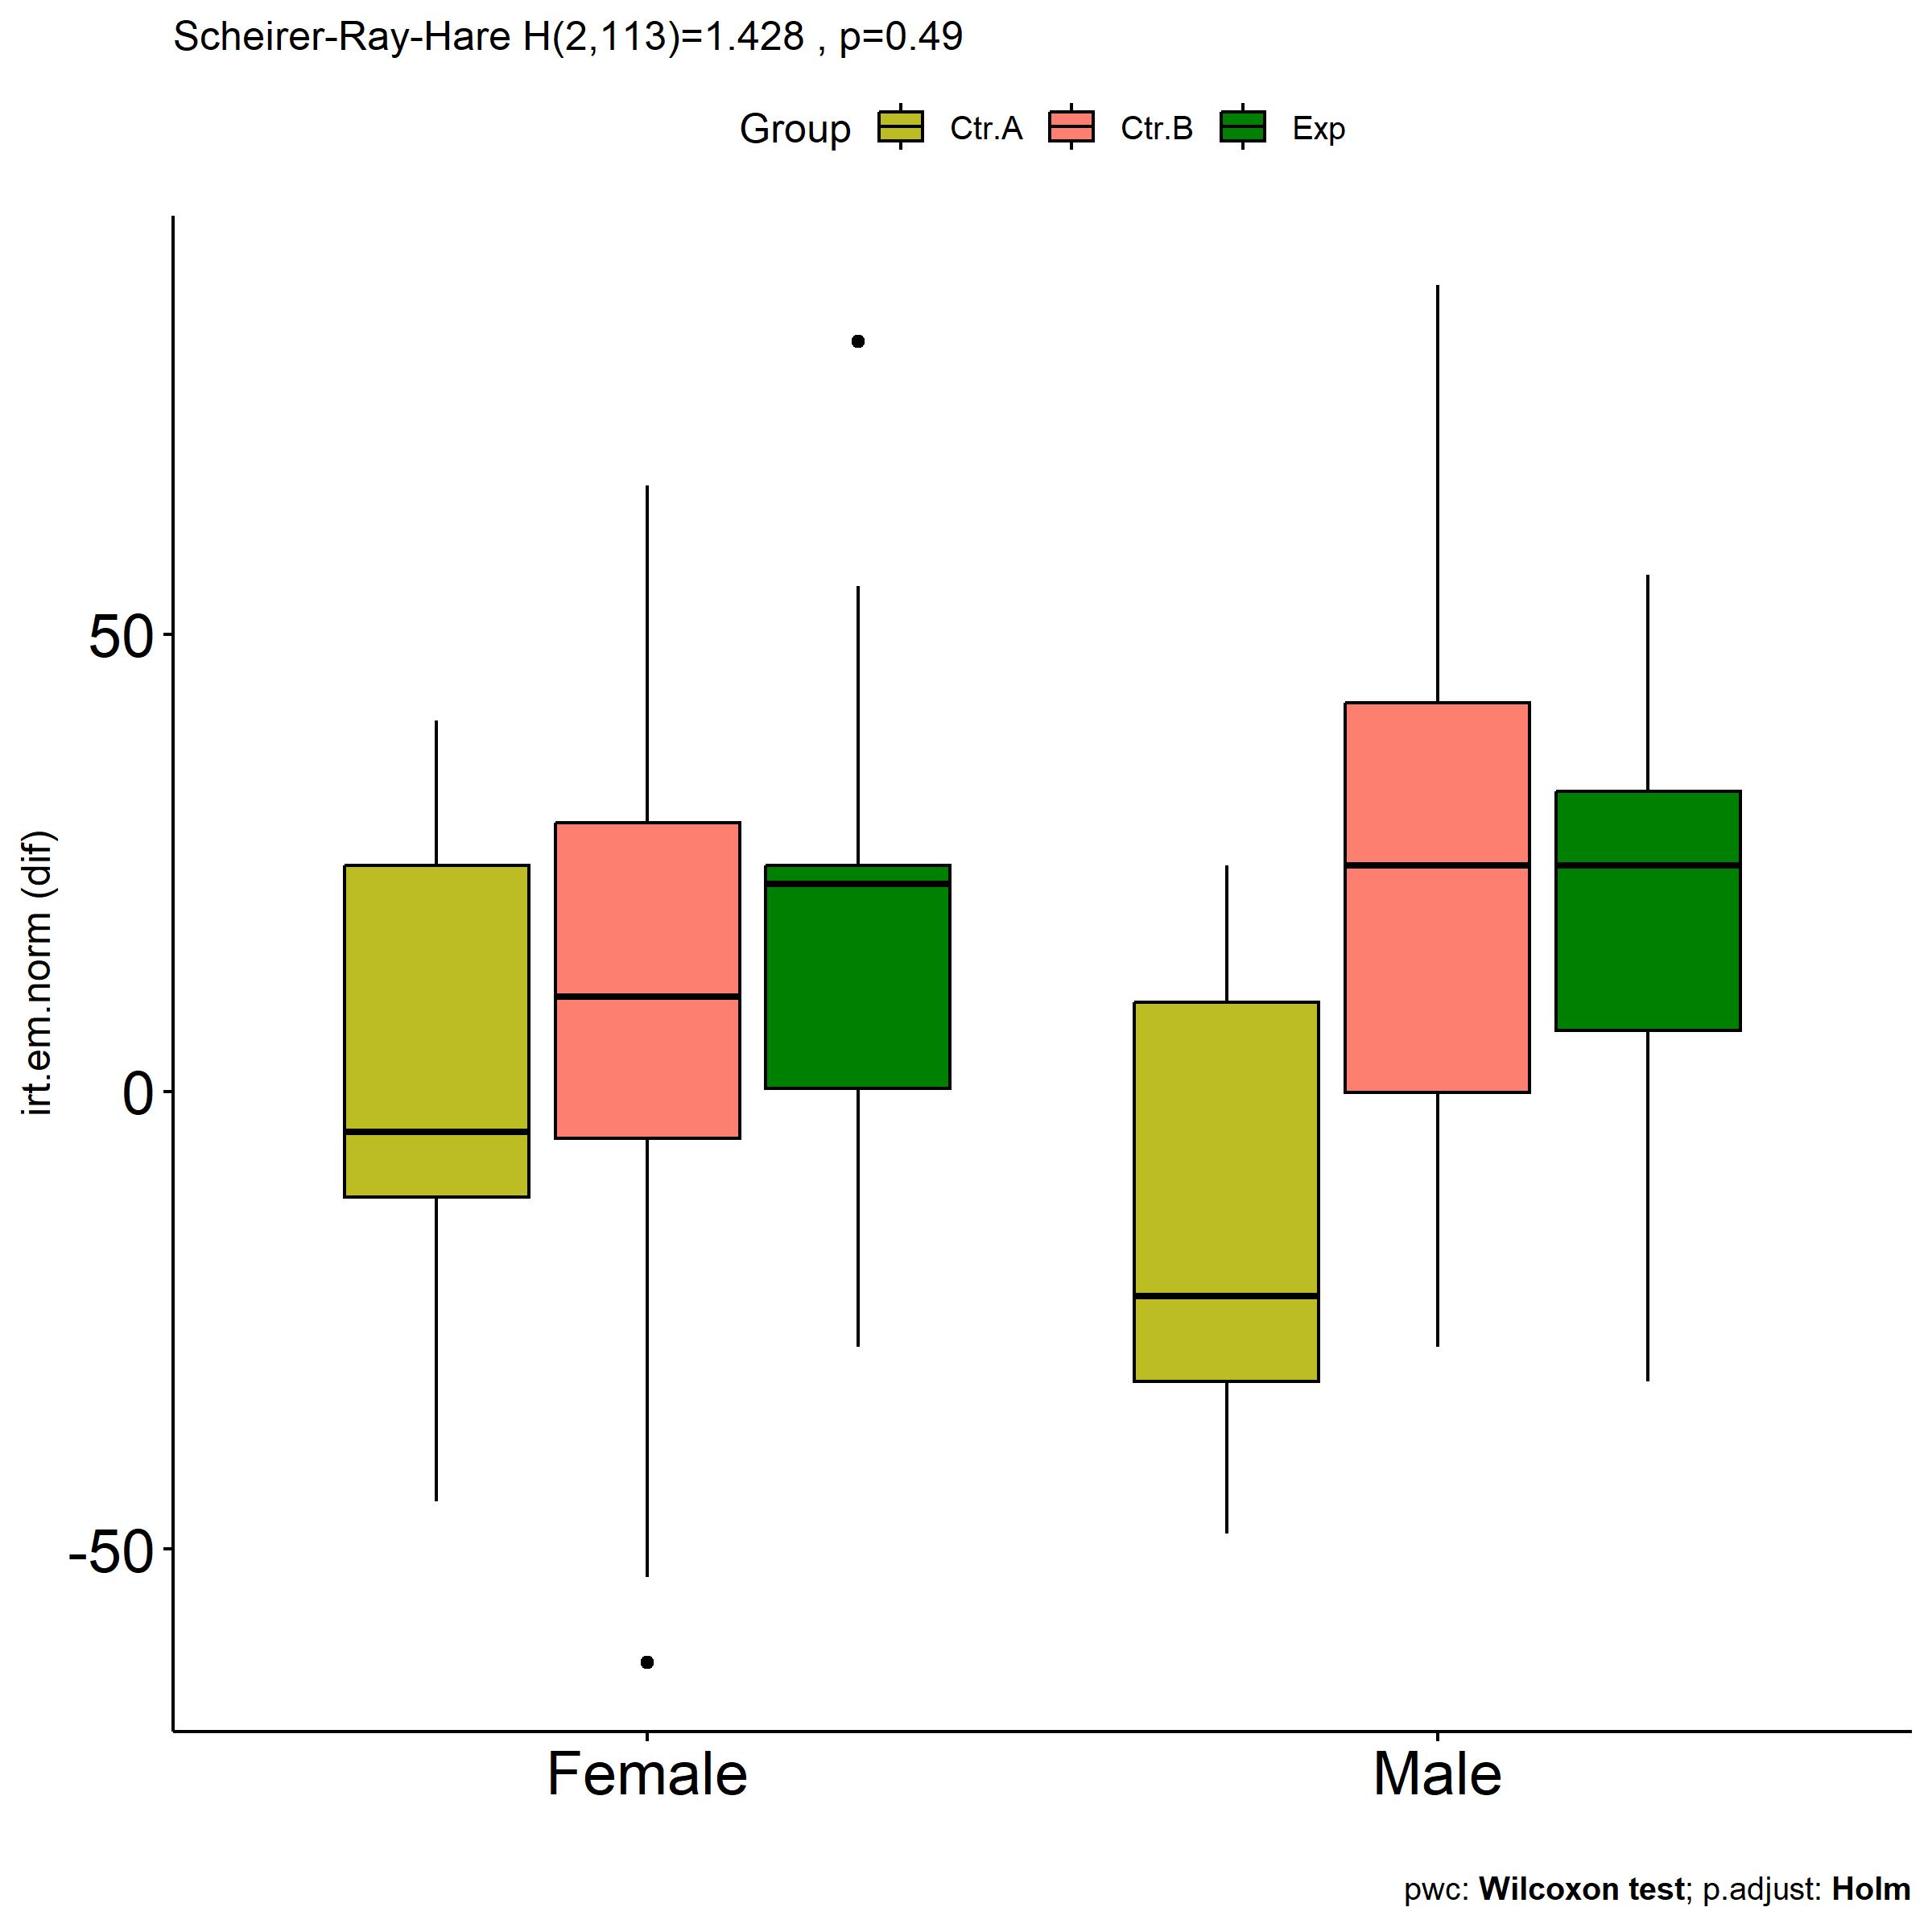 Scheirer-Ray-Hare H(2,113)=1.428 , p=0.49
Group Ctr.A Ctr.B Exp
irt.em.norm (dif)
50
0
-50
Female Male
pwc: Wilcoxon test; p.adjust: Holm